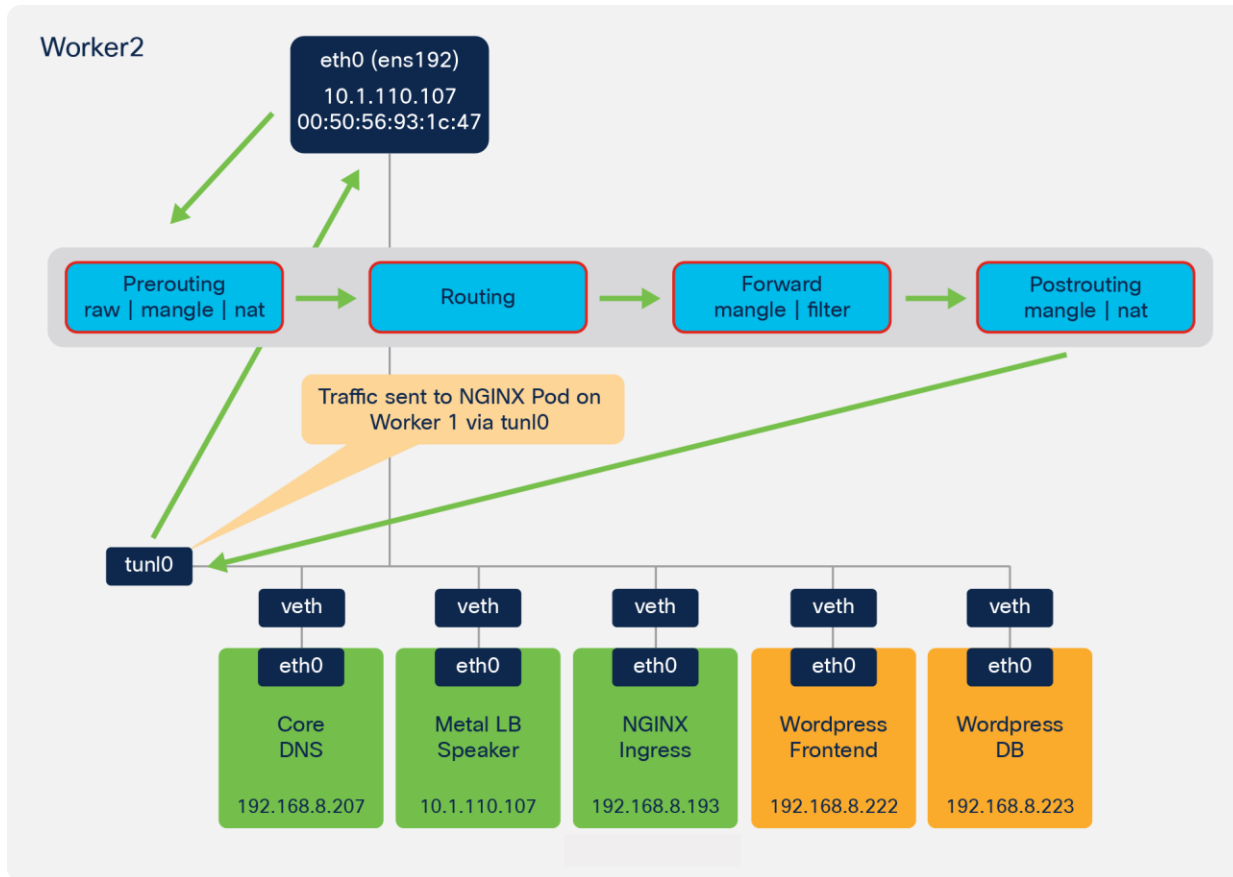 Worker2
eth0 (ens192)
10.1.110.107
00:50:56:93:1c:47
Prerouting
raw | mangle | nat
Routing
Forward
mangle | filter
Postrouting
mangle | nat
Traffic sent to NGINX Pod on
Worker 1 via tunl0
tunl0
veth
veth
veth
veth
veth
eth0
eth0
eth0
eth0
eth0
Core
DNS
192.168.8.207
Metal LB
Speaker
10.1.110.107
NGINX
Ingress
192.168.8.193
Wordpress
Frontend
192.168.8.222
Wordpress
DB
192.168.8.223